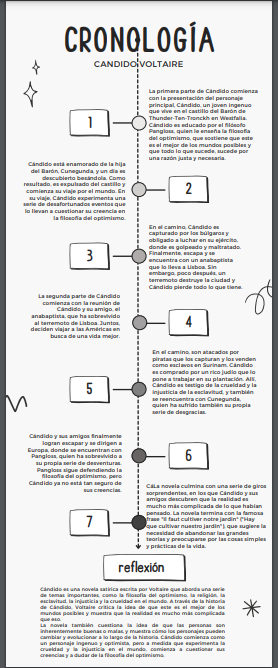 CRONOLOGÍA
CANDIDO VOLTAIRE
La primera parte de Cándido comienza
con la presentación del personaje
principal, Cándido, un joven ingenuo
que vive en el castillo del Barón de
Thunder-Ten-Tronckh en Westfalia.
Cándido es educado por el filósofo
Pangloss, quien le enseña la filosofía
del optimismo, que sostiene que este
es el mejor de los mundos posibles y
que todo lo que sucede, sucede por
una razón justa y necesaria.
1
Cándido está enamorado de la hija
del Barón, Cunegunda, y un día es
descubierto besándola. Como
resultado, es expulsado del castillo y
comienza su viaje por el mundo. En
su viaje, Cándido experimenta una
serie de desafortunados eventos que
lo llevan a cuestionar su creencia en
la filosofía del optimismo.
2
En el camino, Cándido es
capturado por los búlgaros y
obligado a luchar en su ejército,
donde es golpeado y maltratado.
Finalmente, escapa y se
encuentra con un anabaptista
que lo lleva a Lisboa. Sin
embargo, poco después, un
terremoto destruye la ciudad y
Cándido pierde todo lo que tiene.
3
La segunda parte de Cándido
comienza con la reunión de
Cándido y su amigo, el
anabaptista, que ha sobrevivido
al terremoto de Lisboa. Juntos,
deciden viajar a las Américas en
busca de una vida mejor.
4
En el camino, son atacados por
piratas que los capturan y los venden
como esclavos en Surinam. Cándido
es comprado por un rico judío que lo
pone a trabajar en su plantación. Allí,
Cándido es testigo de la crueldad y la
injusticia de la esclavitud, y también
se reencuentra con Cunegunda,
quien ha sufrido también su propia
serie de desgracias.
5
Cándido y sus amigos finalmente
logran escapar y se dirigen a
Europa, donde se encuentran con
Pangloss, quien ha sobrevivido a
su propia serie de desventuras.
Pangloss sigue defendiendo la
filosofía del optimismo, pero
Cándido ya no está tan seguro de
sus creencias.
6
CáLa novela culmina con una serie de giros
sorprendentes, en los que Cándido y sus
amigos descubren que la realidad es
mucho más complicada de lo que habían
pensado. La novela termina con la famosa
frase "il faut cultiver notre jardin" ("Hay
que cultivar nuestro jardín"), que sugiere la
necesidad de abandonar las grandes
teorías y preocuparse por las cosas simples
y prácticas de la vida.
7
reflexión
Cándido es una novela satírica escrita por Voltaire que aborda una serie
de temas importantes, como la filosofía del optimismo, la religión, la
esclavitud, la injusticia y la crueldad en el mundo. A través de la historia
de Cándido, Voltaire critica la idea de que este es el mejor de los
mundos posibles y muestra que la realidad es mucho más complicada
que eso.
La novela también cuestiona la idea de que las personas son
inherentemente buenas o malas, y muestra cómo los personajes pueden
cambiar y evolucionar a lo largo de la historia. Cándido comienza como
un personaje ingenuo y optimista, pero a medida que experimenta la
crueldad y la injusticia en el mundo, comienza a cuestionar sus
creencias y a dudar de la filosofía del optimismo.